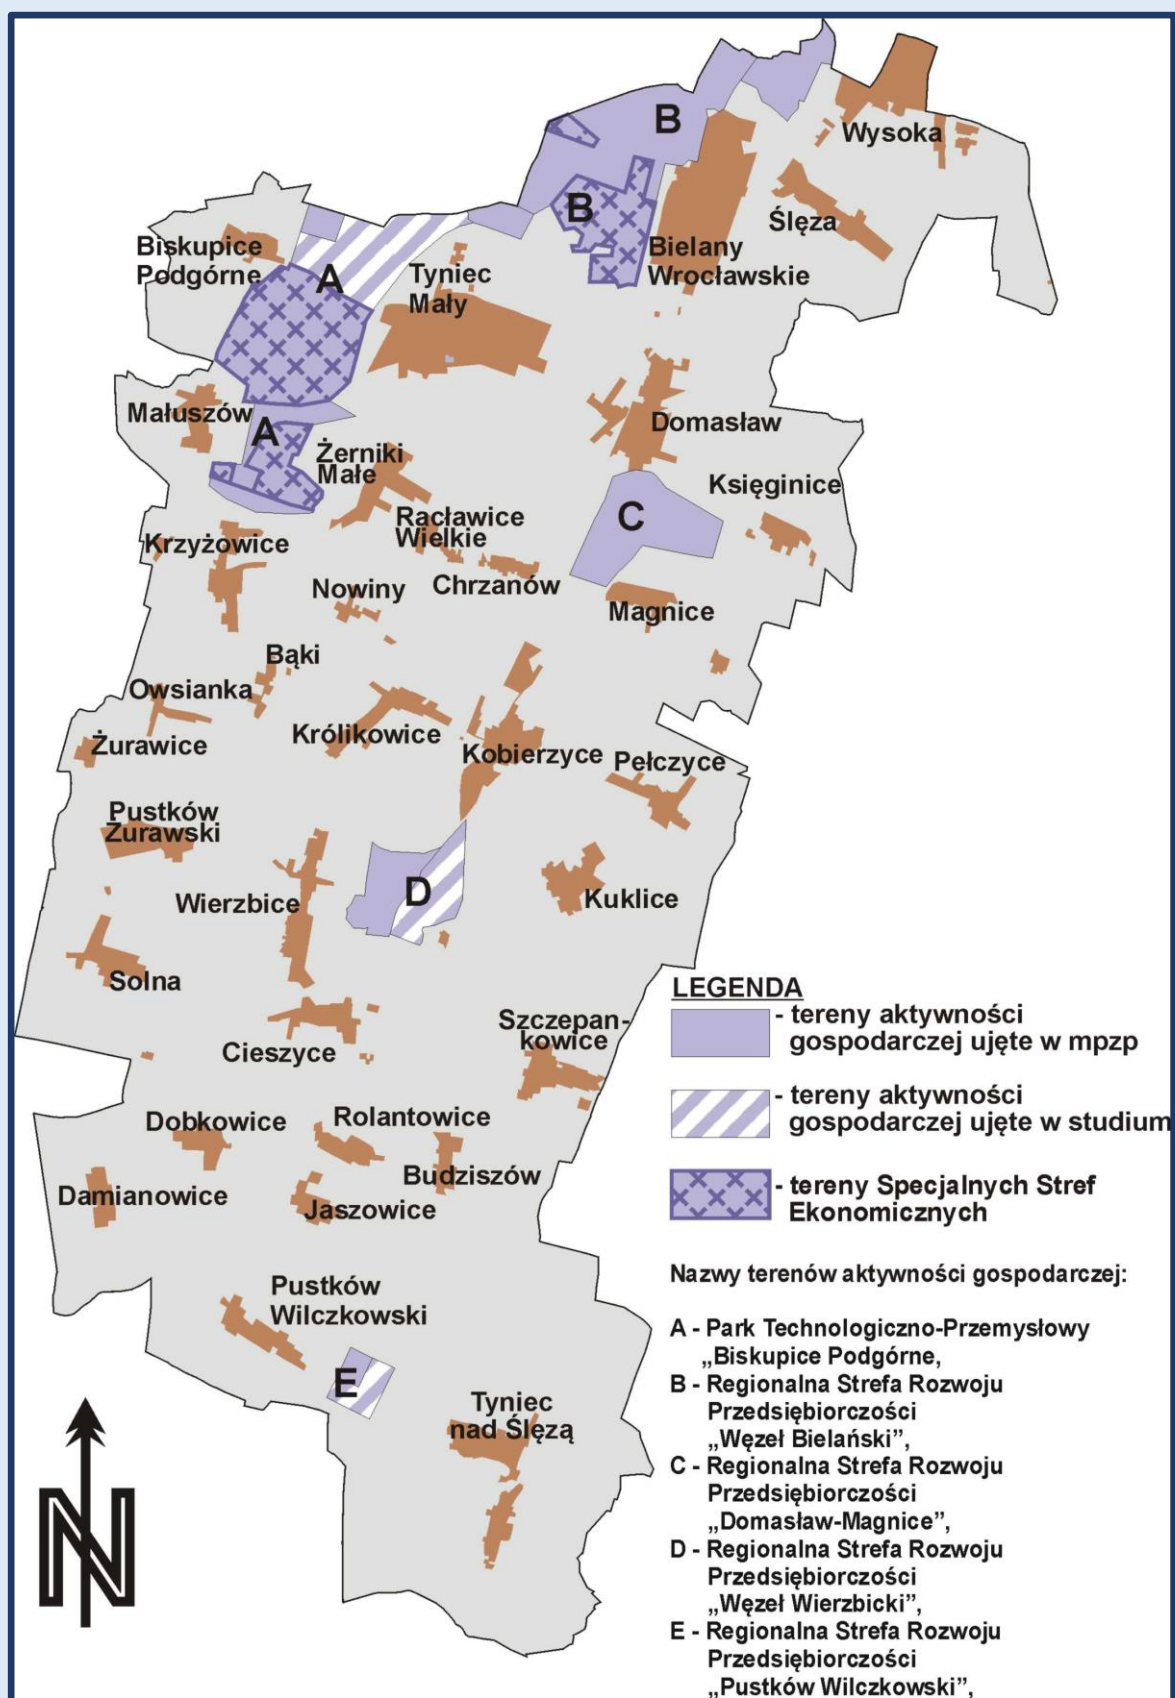 B
Wysoka
B
Ślęza
Biskupice
Podgórne
Bielany
Wrocławskie
A
Tyniec
Mały
Małuszów
A
Domasław
Żerniki
Małe
Księginice
Racławice
Wielkie
C
Krzyżowice
Nowiny
Chrzanów
Magnice
Bąki
Owsianka
Żurawice
Królikowice
Kobierzyce
Pełczyce
Pustków
Żurawski
Wierzbice
D
Kuklice
Solna
Cieszyce
Szczepan-
kowice
Dobkowice
Rolantowice
Budziszów
Damianowice
Jaszowice
Pustków
Wilczkowski
E
Tyniec
nad Ślęzą
N
LEGENDA
- tereny aktywności
gospodarczej ujęte w mpzp
- tereny aktywności
gospodarczej ujęte w studium
- tereny Specjalnych Stref
Ekonomicznych
Nazwy terenów aktywności gospodarczej:
A - Park Technologiczno-Przemysłowy
„Biskupice Podgórne,
B - Regionalna Strefa Rozwoju
Przedsiębiorczości
„Węzeł Bielański”,
C - Regionalna Strefa Rozwoju
Przedsiębiorczości
„Domasław-Magnice”,
D - Regionalna Strefa Rozwoju
Przedsiębiorczości
„Węzeł Wierzbicki”,
E - Regionalna Strefa Rozwoju
Przedsiębiorczości
„Pustków Wilczkowski”,